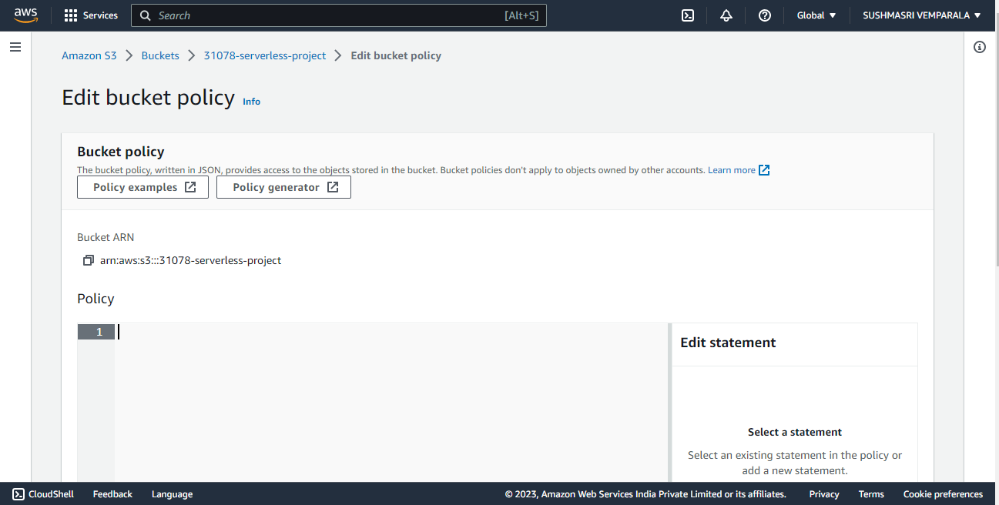 aws Services Search [Alt+S] Global SUSHMASRI VEMPARALA
Amazon S3 Buckets 31078-serverless-project Edit bucket policy
Edit bucket policy Info
Bucket policy
The bucket policy, written in JSON, provides access to the objects stored in the bucket. Bucket policies don't apply to objects owned by other accounts. Learn more
Policy examples Policy generator
Bucket ARN
arn:aws:s3:::31078-serverless-project
Policy
1
Edit statement
Select a statement
Select an existing statement in the policy or
add a new statement.
CloudShell Feedback Language © 2023, Amazon Web Services India Private Limited or its affiliates. Privacy Terms Cookie preferences